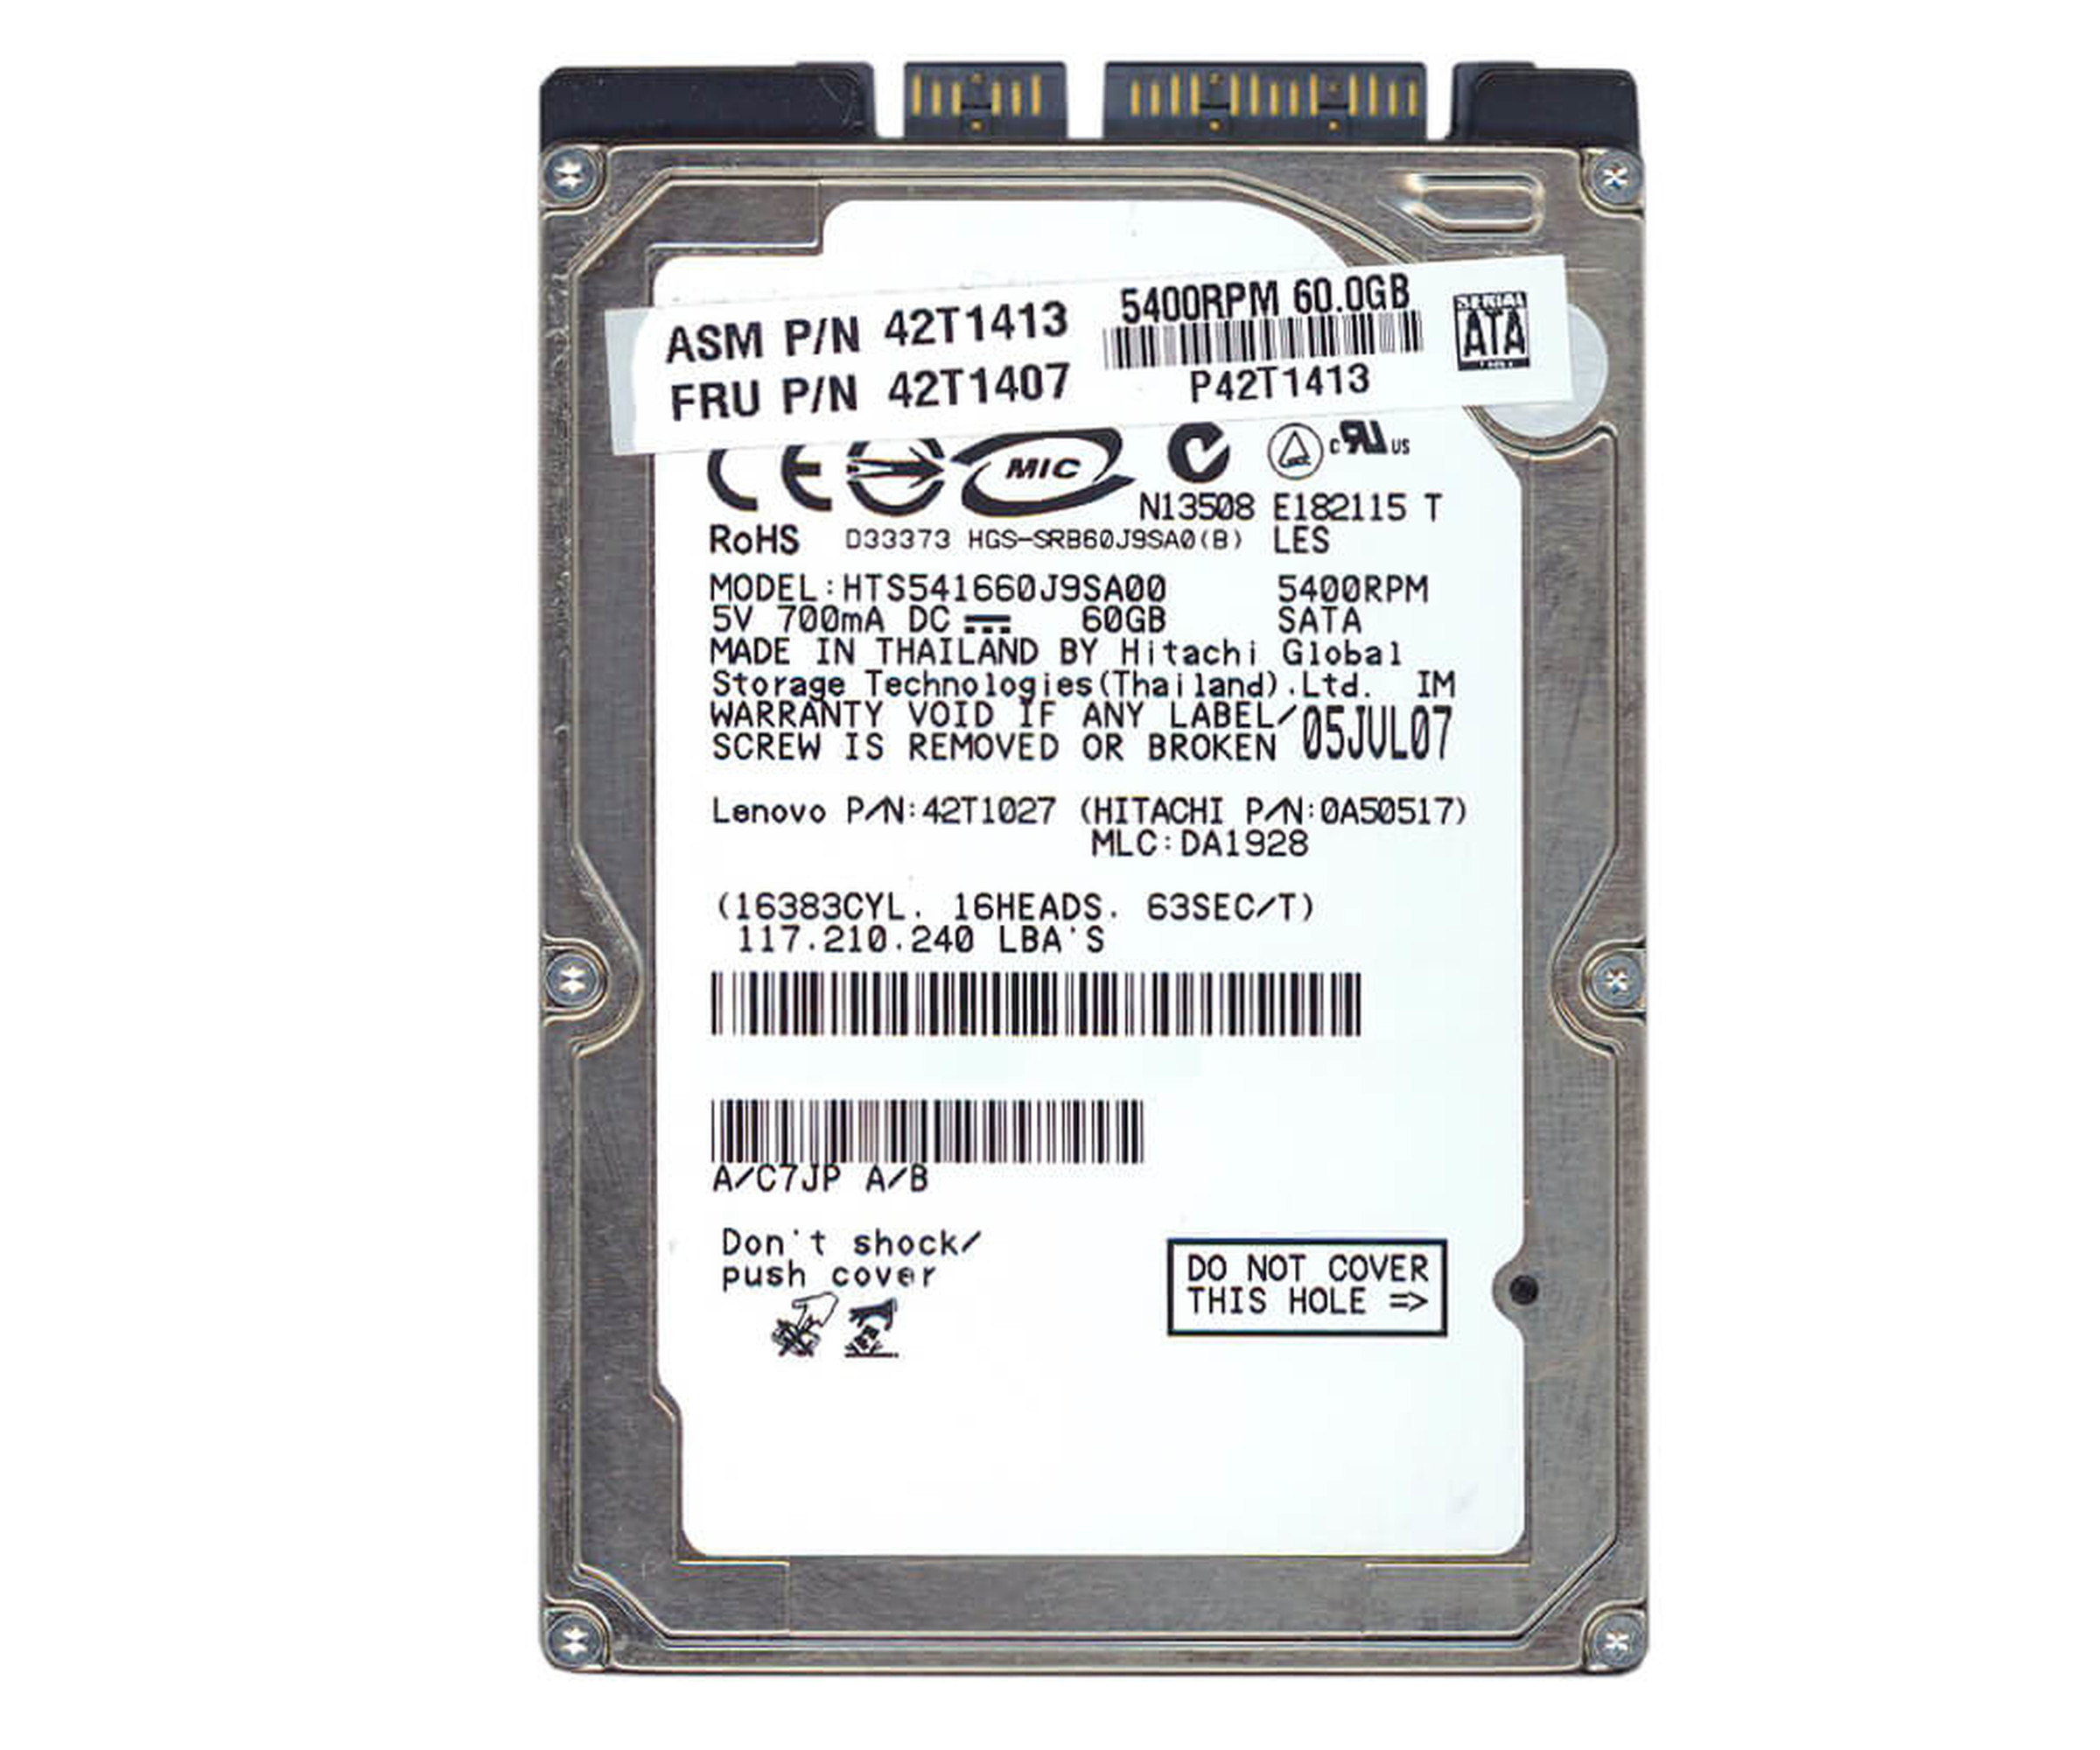 ASM P/N 42T1413
FRU P/N 42T1407
5400RPM 60.0GB
P42T1413
SERIAL
ATA
CE
MIC
c RU US
N13508 E182115 T
RoHS D33373 HGS-SRB60J9SA0(B) LES
MODEL:HTS541660J9SA00 5400RPM
5V 700mA DC 60GB SATA
MADE IN THAILAND BY Hitachi Global
Storage Technologies(Thailand).Ltd. IM
WARRANTY VOID IF ANY LABEL/
SCREW IS REMOVED OR BROKEN 05JUL07
Lenovo P/N:42T1027 (HITACHI P/N:0A50517)
MLC:DA1928
(16383CYL. 16HEADS. 63SEC/T)
117.210.240 LBA'S
A/C7JP A/B
Don't shock/
push cover
DO NOT COVER
THIS HOLE =>